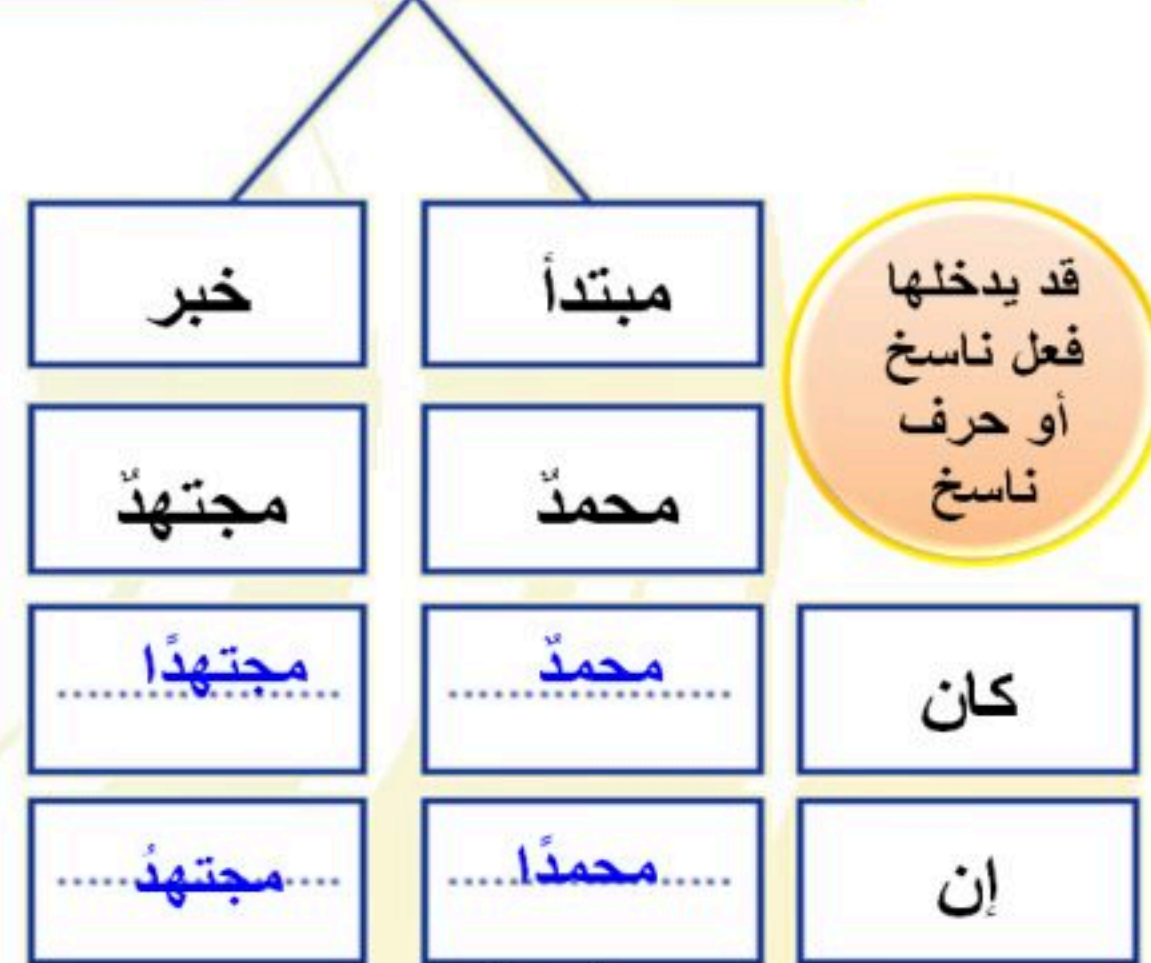 قد يدخلها
فعل ناسخ
أو حرف
ناسخ
مبتدأ
خبر
محمدٌ
مجتهدٌ
كان
محمدٌ
مجتهدًا
إن
محمدًا
مجتهدُ